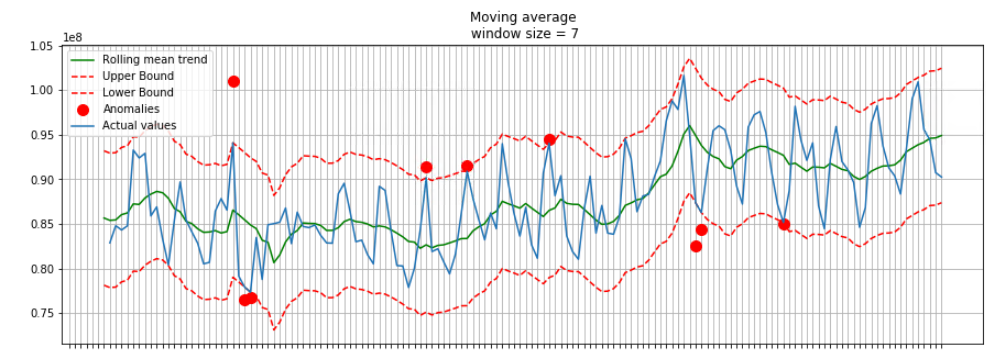 Moving average
window size = 7
1e8
1.05
1.00
0.95
0.90
0.85
0.80
0.75
Rolling mean trend
Upper Bound
Lower Bound
Anomalies
Actual values